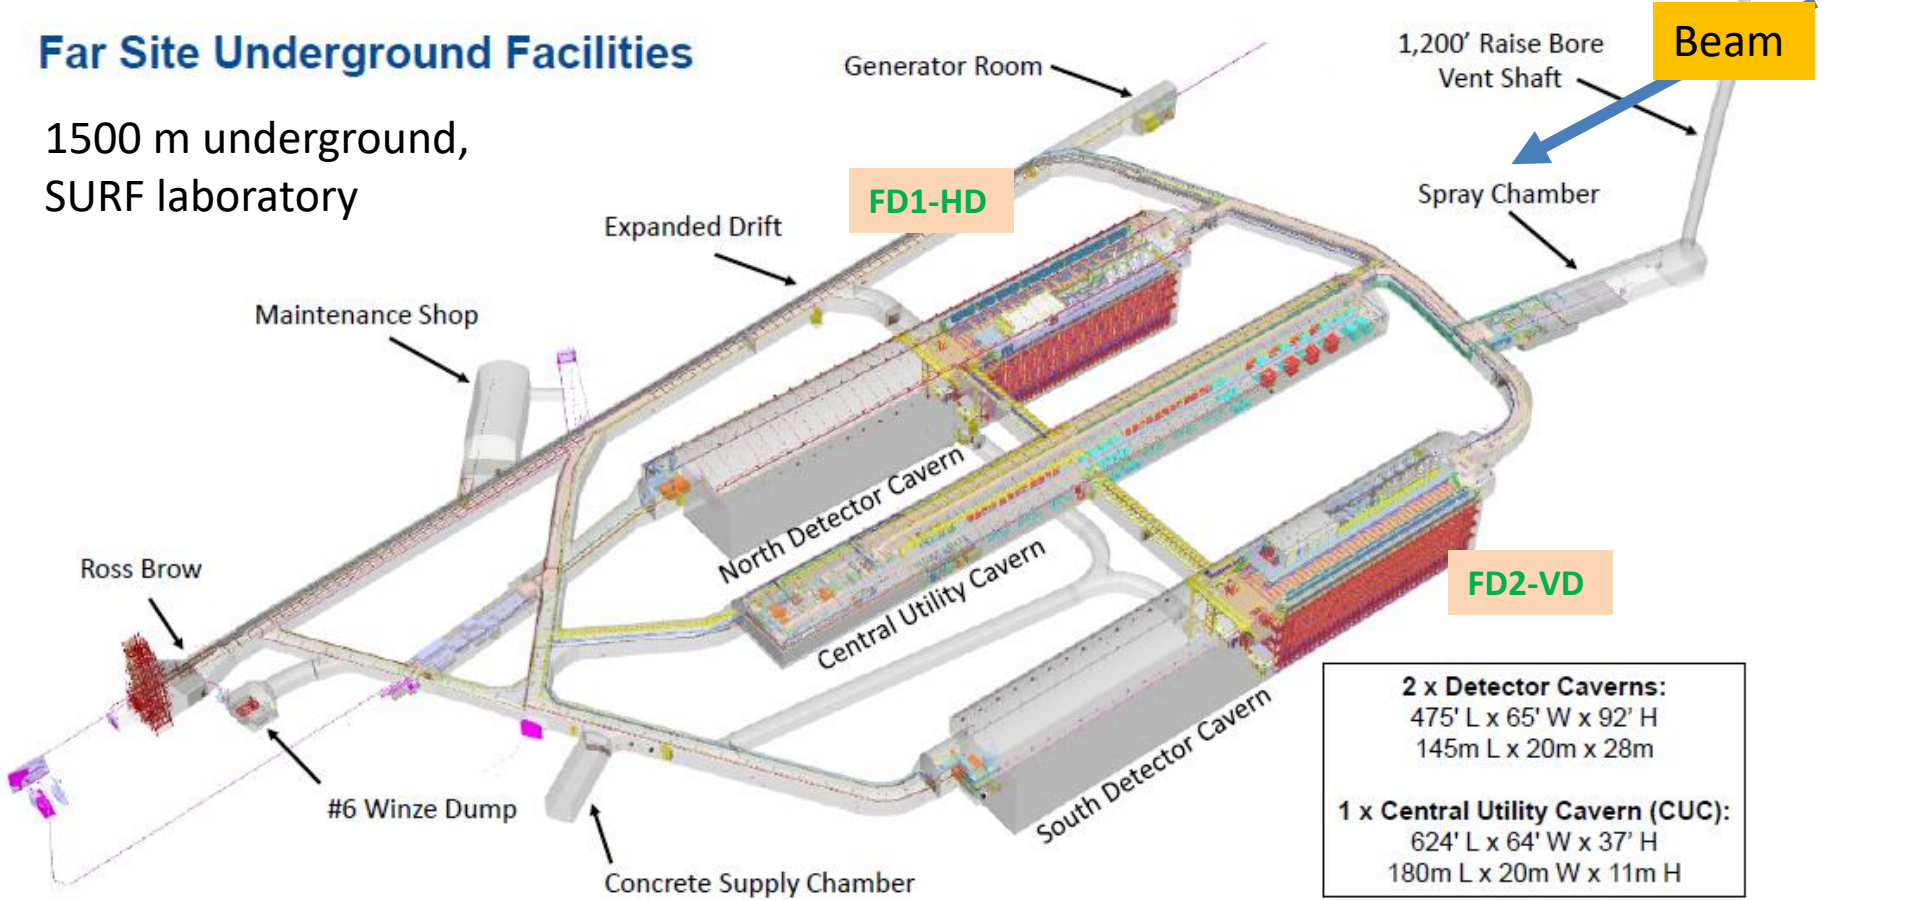 Far Site Underground Facilities
1500 m underground,
SURF laboratory
Generator Room
1,200' Raise Bore
Vent Shaft
Beam
FD1-HD
Spray Chamber
Expanded Drift
Maintenance Shop
North Detector Cavern
Central Utility Cavern
Ross Brow
FD2-VD
South Detector Cavern
#6 Winze Dump
Concrete Supply Chamber
2 x Detector Caverns:
475' L x 65' W x 92' H
145m L x 20m x 28m
1 x Central Utility Cavern (CUC):
624' L x 64' W x 37' H
180m L x 20m W x 11m H